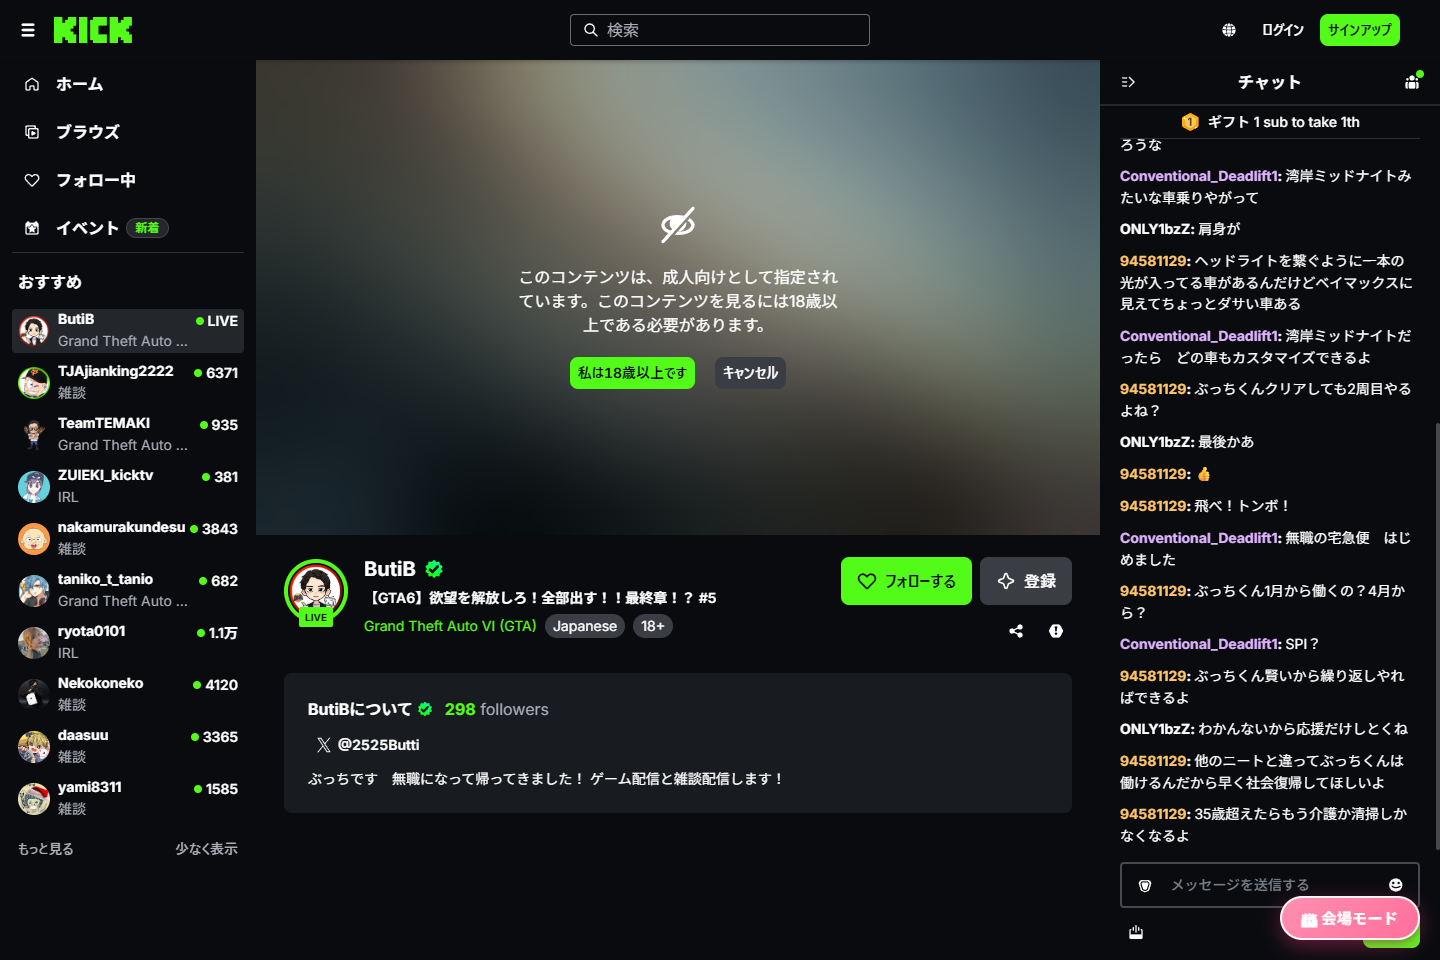 KICK
検索
ログイン
サインアップ
ホーム
ブラウズ
フォロー中
イベント 新着
おすすめ
ButiB LIVE
Grand Theft Auto ...
TJAjianking2222 6371
雑談
TeamTEMAKI 935
Grand Theft Auto ...
ZUIEKI_kicktv 381
IRL
nakamurakundesu 3843
雑談
taniko_t_tanio 682
Grand Theft Auto ...
ryota0101 1.1万
IRL
Nekokoneko 4120
雑談
daasuu 3365
雑談
yami8311 1585
雑談
もっと見る 少なく表示
このコンテンツは、成人向けとして指定され
ています。このコンテンツを見るには18歳以
上である必要があります。
私は18歳以上です キャンセル
LIVE
ButiB
【GTA6】欲望を解放しろ！全部出す！！最終章！？ #5
Grand Theft Auto VI (GTA) Japanese 18+
フォローする 登録
ButiBについて 298 followers
@2525Butti
ぶっちです　無職になって帰ってきました！ ゲーム配信と雑談配信します！
チャット
1 ギフト 1 sub to take 1th
ろうな
Conventional_Deadlift1: 湾岸ミッドナイトみ
たいな車乗りやがって
ONLY1bzZ: 肩身が
94581129: ヘッドライトを繋ぐように一本の
光が入ってる車があるんだけどベイマックスに
見えてちょっとダサい車ある
Conventional_Deadlift1: 湾岸ミッドナイトだ
ったら　どの車もカスタマイズできるよ
94581129: ぶっちくんクリアしても2周目やる
よね？
ONLY1bzZ: 最後かあ
94581129: 👍
94581129: 飛べ！トンボ！
Conventional_Deadlift1: 無職の宅急便　はじ
めました
94581129: ぶっちくん1月から働くの？4月か
ら？
Conventional_Deadlift1: SPI？
94581129: ぶっちくん賢いから繰り返しやれ
ばできるよ
ONLY1bzZ: わかんないから応援だけしとくね
94581129: 他のニートと違ってぶっちくんは
働けるんだから早く社会復帰してほしいよ
94581129: 35歳超えたらもう介護か清掃しか
なくなるよ
メッセージを送信する
会場モード